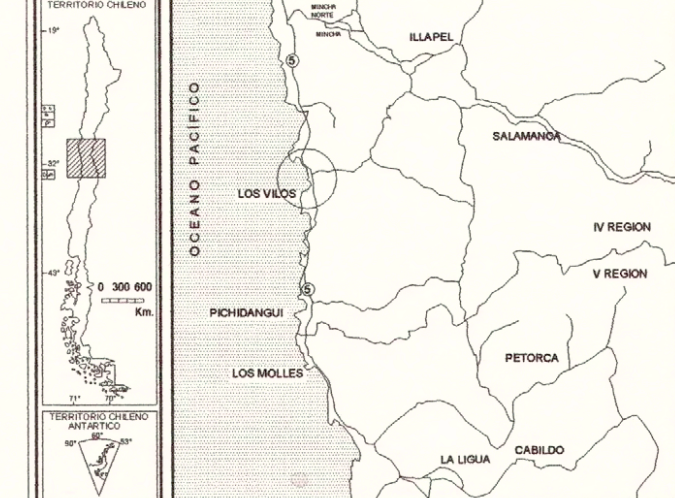 TERRITORIO CHILENO
19°
32°
43°
0 300 600
Km.
71° 70°
TERRITORIO CHILENO
ANTARTICO
90° 53°
OCEANO PACÍFICO
MINCHA
NORTE
MINCHA
ILLAPEL
5
SALAMANCA
LOS VILOS
IV REGION
V REGION
5
PICHIDANGUI
PETORCA
LOS MOLLES
LA LIGUA
CABILDO